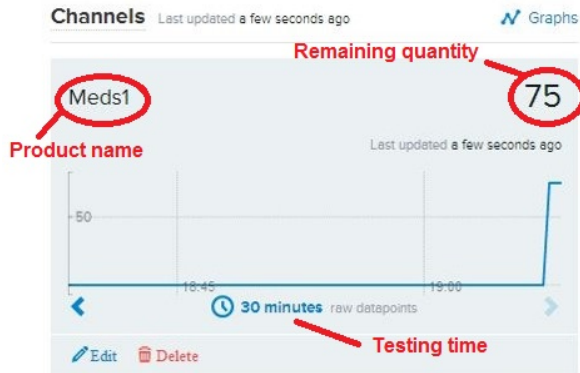 Channels Last updated a few seconds ago Graphs
Remaining quantity
Meds1 75
Product name
Last updated a few seconds ago
50
18:45 19:00
30 minutes raw datapoints
Testing time
Edit Delete